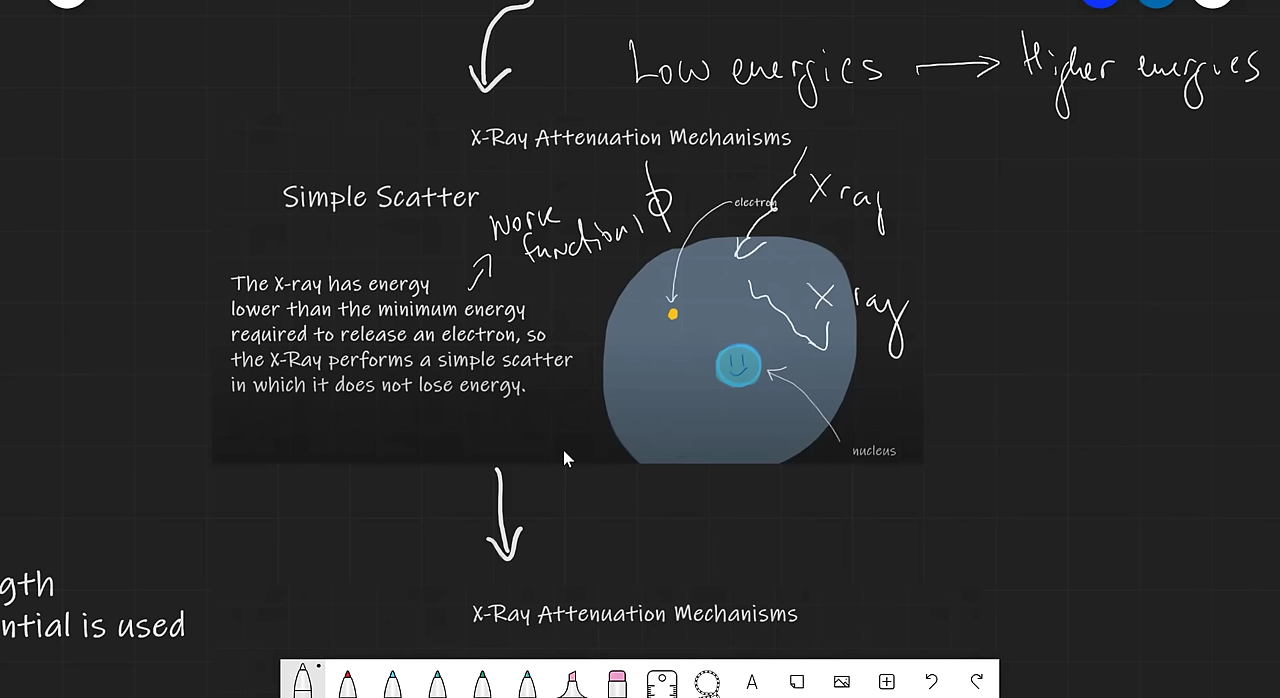 Low energies → Higher energies
X-Ray Attenuation Mechanisms
Simple Scatter
work
function, ϕ
electron
X ray
The X-ray has energy
lower than the minimum energy
required to release an electron, so
the X-Ray performs a simple scatter
in which it does not lose energy.
X ray
nucleus
gth
ntial is used
X-Ray Attenuation Mechanisms
A